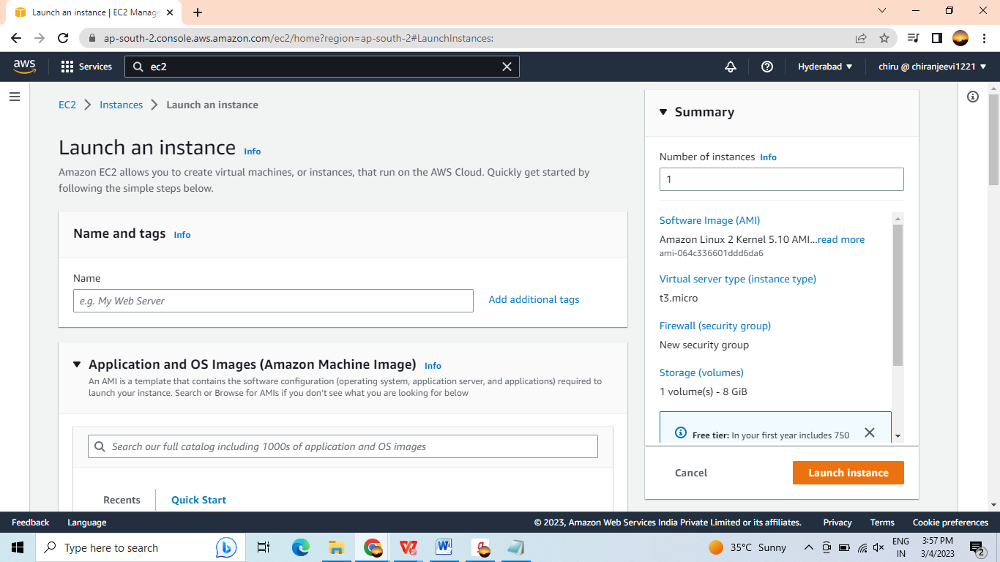 Launch an instance | EC2 Manage
ap-south-2.console.aws.amazon.com/ec2/home?region=ap-south-2#LaunchInstances:
aws
Services
ec2
Hyderabad
chiru @ chiranjeevi1221
EC2
Instances
Launch an instance
Launch an instance Info
Amazon EC2 allows you to create virtual machines, or instances, that run on the AWS Cloud. Quickly get started by
following the simple steps below.
Name and tags Info
Name
e.g. My Web Server
Add additional tags
Application and OS Images (Amazon Machine Image) Info
An AMI is a template that contains the software configuration (operating system, application server, and applications) required to
launch your instance. Search or Browse for AMIs if you don't see what you are looking for below
Search our full catalog including 1000s of application and OS images
Recents
Quick Start
Summary
Number of instances Info
1
Software Image (AMI)
Amazon Linux 2 Kernel 5.10 AMI...read more
ami-064c336601ddd6da6
Virtual server type (instance type)
t3.micro
Firewall (security group)
New security group
Storage (volumes)
1 volume(s) - 8 GiB
Free tier: In your first year includes 750
Cancel
Launch instance
Feedback
Language
© 2023, Amazon Web Services India Private Limited or its affiliates.
Privacy
Terms
Cookie preferences
Type here to search
35°C Sunny
ENG
IN
3:57 PM
3/4/2023
2